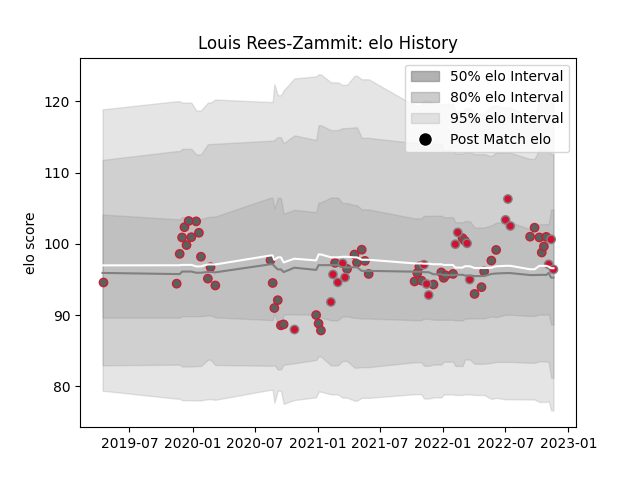 Louis Rees-Zammit: elo History
50% elo Interval
80% elo Interval
95% elo Interval
Post Match elo
elo score
120
110
100
90
80
2019-07 2020-01 2020-07 2021-01 2021-07 2022-01 2022-07 2023-01